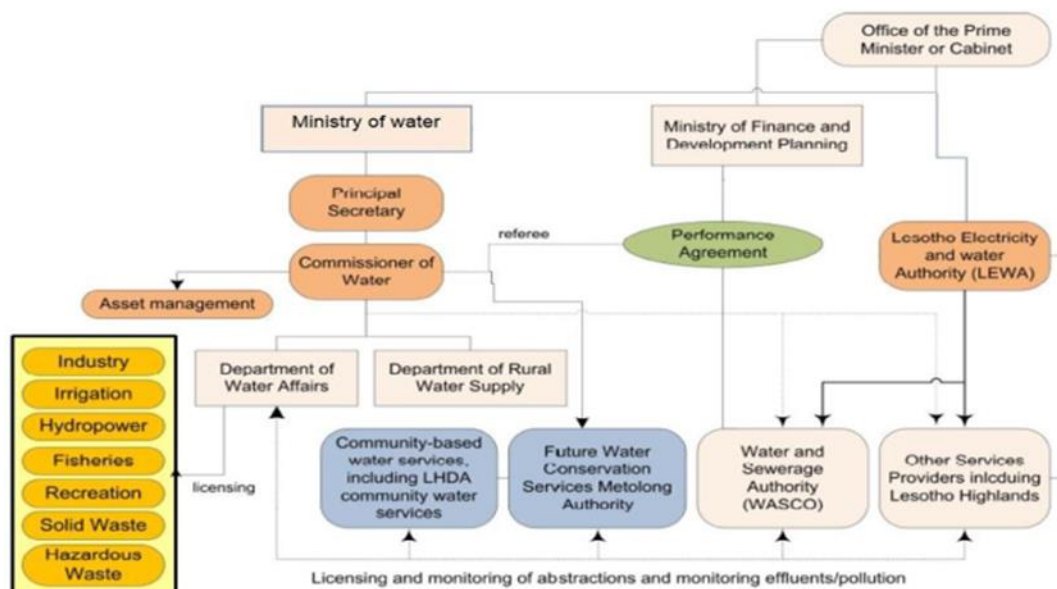 Office of the Prime
Minister or Cabinet
Ministry of water
Ministry of Finance and
Development Planning
Principal
Secretary
referee
Performance
Agreement
Lesotho Electricity
and water
Authority (LEWA)
Commissioner of
Water
Asset management
Industry
Irrigation
Hydropower
Fisheries
Recreation
Solid Waste
Hazardous
Waste
licensing
Department of
Water Affairs
Department of Rural
Water Supply
Community-based
water services,
including LHDA
community water
services
Future Water
Conservation
Services Metolong
Authority
Water and
Sewerage
Authority
(WASCO)
Other Services
Providers inlcduing
Lesotho Highlands
Licensing and monitoring of abstractions and monitoring effluents/pollution